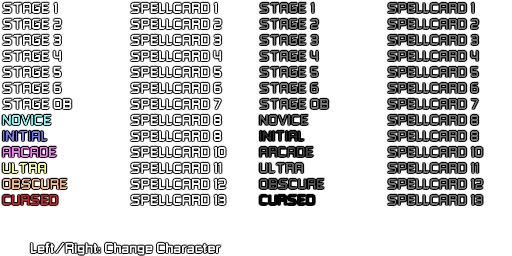 STAGE 1 SPELLCARD 1 STAGE 1 SPELLCARD 1
STAGE 2 SPELLCARD 2 STAGE 2 SPELLCARD 2
STAGE 3 SPELLCARD 3 STAGE 3 SPELLCARD 3
STAGE 4 SPELLCARD 4 STAGE 4 SPELLCARD 4
STAGE 5 SPELLCARD 5 STAGE 5 SPELLCARD 5
STAGE 6 SPELLCARD 6 STAGE 6 SPELLCARD 6
STAGE OB SPELLCARD 7 STAGE OB SPELLCARD 7
NOVICE SPELLCARD 8 NOVICE SPELLCARD 8
INITIAL SPELLCARD 8 INITIAL SPELLCARD 8
ARCADE SPELLCARD 10 ARCADE SPELLCARD 10
ULTRA SPELLCARD 11 ULTRA SPELLCARD 11
OBSCURE SPELLCARD 12 OBSCURE SPELLCARD 12
CURSED SPELLCARD 13 CURSED SPELLCARD 13
Left/Right: Change Character